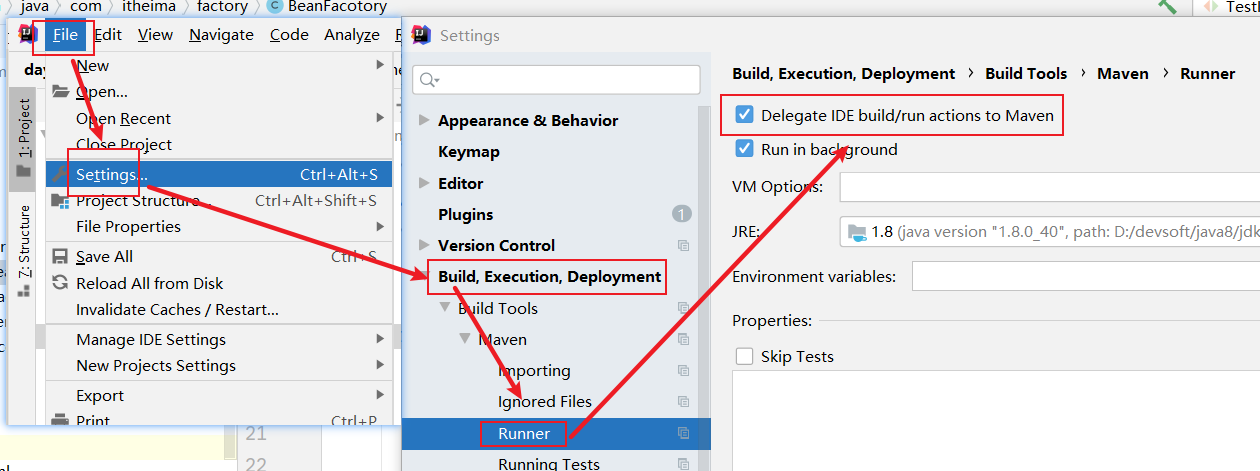 java com itheima factory BeanFacotory
Test
File Edit View Navigate Code Analyze
day
New
Open...
Open Recent
Close Project
Settings... Ctrl+Alt+S
Project Structure... Ctrl+Alt+Shift+S
File Properties
Save All Ctrl+S
Reload All from Disk
Invalidate Caches / Restart...
Manage IDE Settings
New Projects Settings
Export
Print Ctrl+P
1: Project
Z: Structure
21
22
Settings
Appearance & Behavior
Keymap
Editor
Plugins 1
Version Control
Build, Execution, Deployment
Build Tools
Maven
Importing
Ignored Files
Runner
Running Tests
Build, Execution, Deployment › Build Tools › Maven › Runner
Delegate IDE build/run actions to Maven
Run in background
VM Options:
JRE: 1.8 (java version "1.8.0_40", path: D:/devsoft/java8/jdk
Environment variables:
Properties:
Skip Tests